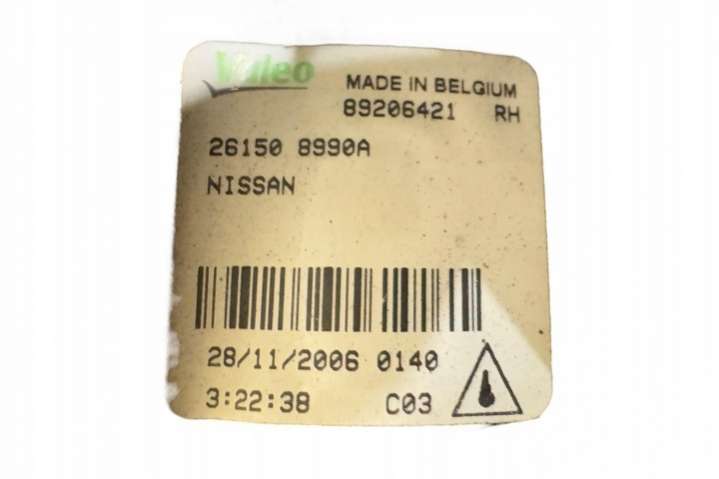 Valeo
MADE IN BELGIUM
89206421 RH
26150 8990A
NISSAN
28/11/2006 0140
3:22:38 C03